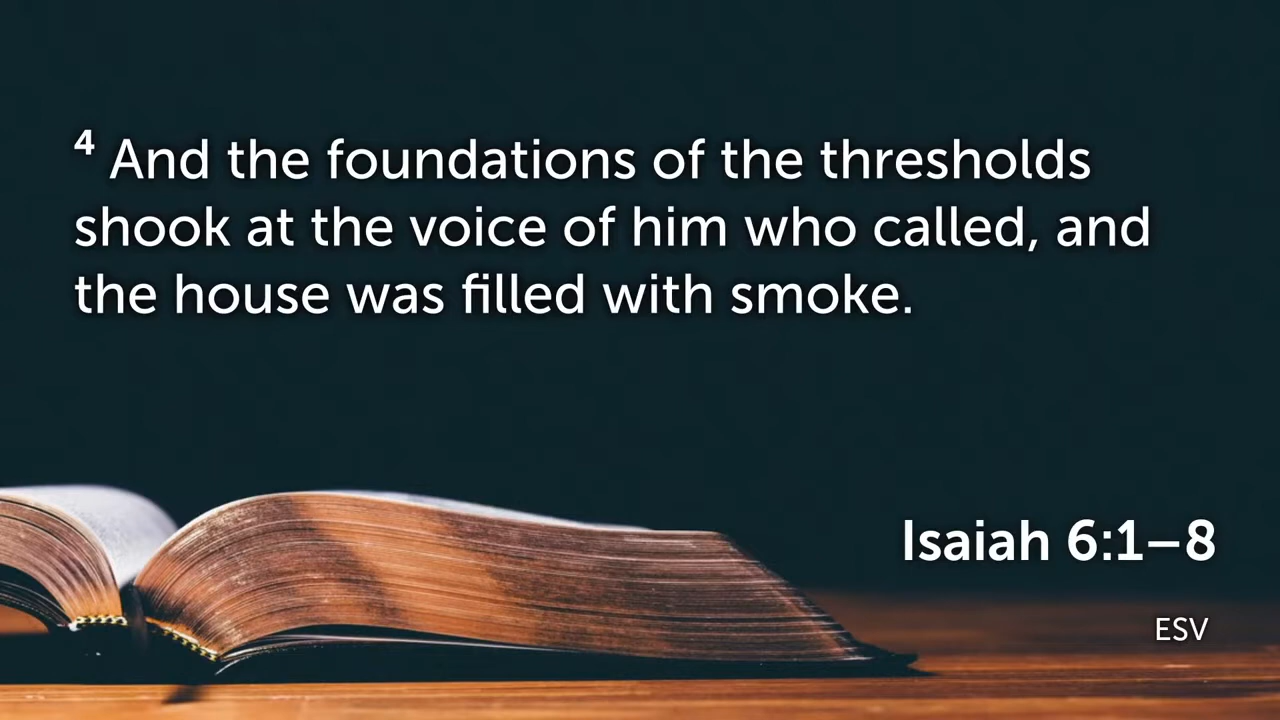 4 And the foundations of the thresholds
shook at the voice of him who called, and
the house was filled with smoke.
Isaiah 6:1–8
ESV